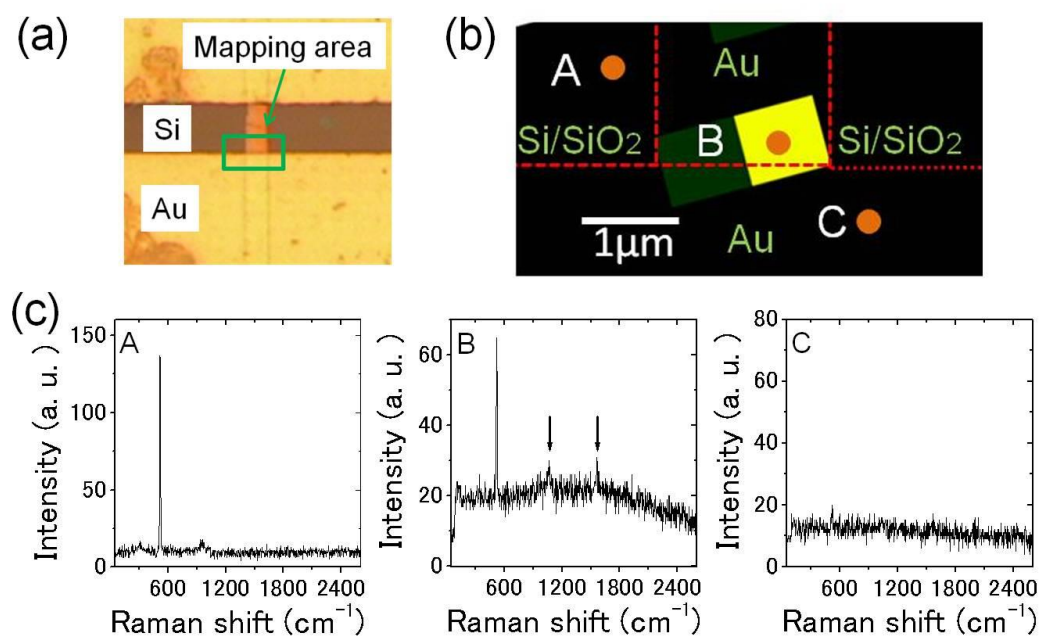 (a)
Mapping area
Si
Au
(b)
A
Au
Si/SiO₂
B
Si/SiO₂
1μm
Au
C
(c)
A
150
100
50
0
Intensity (a. u.)
600 1200 1800 2400
Raman shift (cm⁻¹)
B
60
40
20
0
Intensity (a. u.)
600 1200 1800 2400
Raman shift (cm⁻¹)
C
80
60
40
20
0
Intensity (a. u.)
600 1200 1800 2400
Raman shift (cm⁻¹)